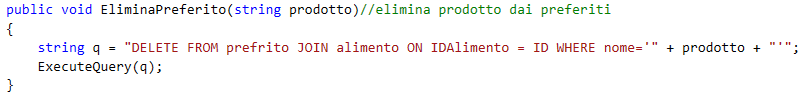 public void EliminaPreferito(string prodotto)//elimina prodotto dai preferiti
{
string q = "DELETE FROM prefrito JOIN alimento ON IDAlimento = ID WHERE nome='" + prodotto + "'";
ExecuteQuery(q);
}